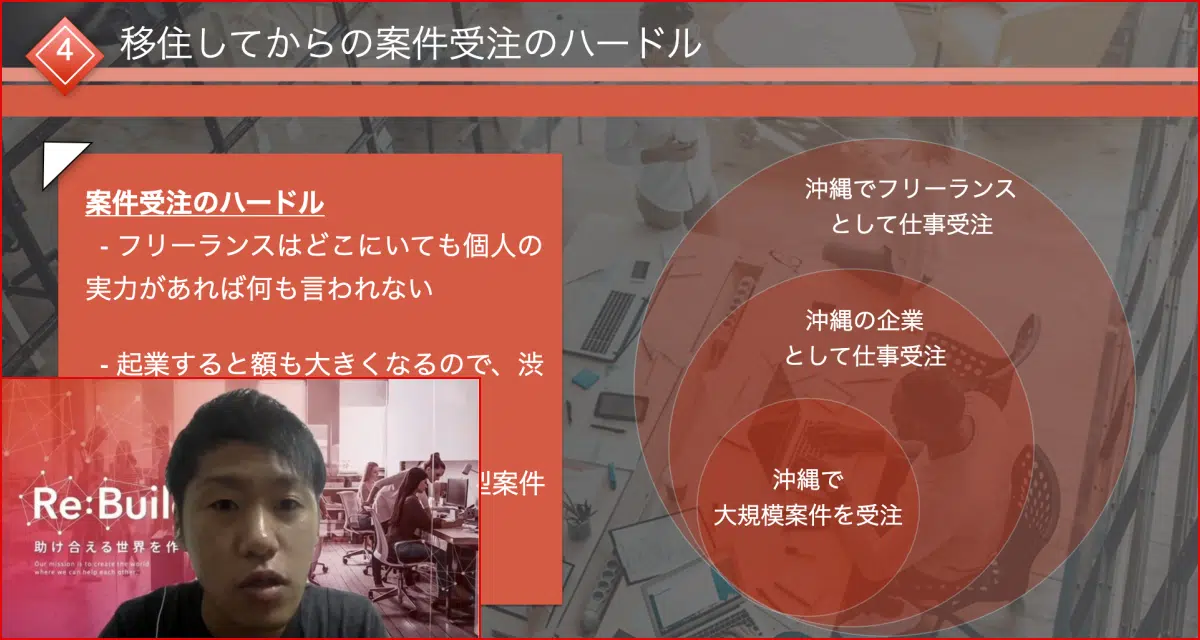 4
移住してからの案件受注のハードル
案件受注のハードル
- フリーランスはどこにいても個人の
実力があれば何も言われない
- 起業すると額も大きくなるので、渋
型案件
沖縄でフリーランス
として仕事受注
沖縄の企業
として仕事受注
沖縄で
大規模案件を受注
Re:Buil
助け合える世界を作
Our mission is to create the world
where we can help each other.